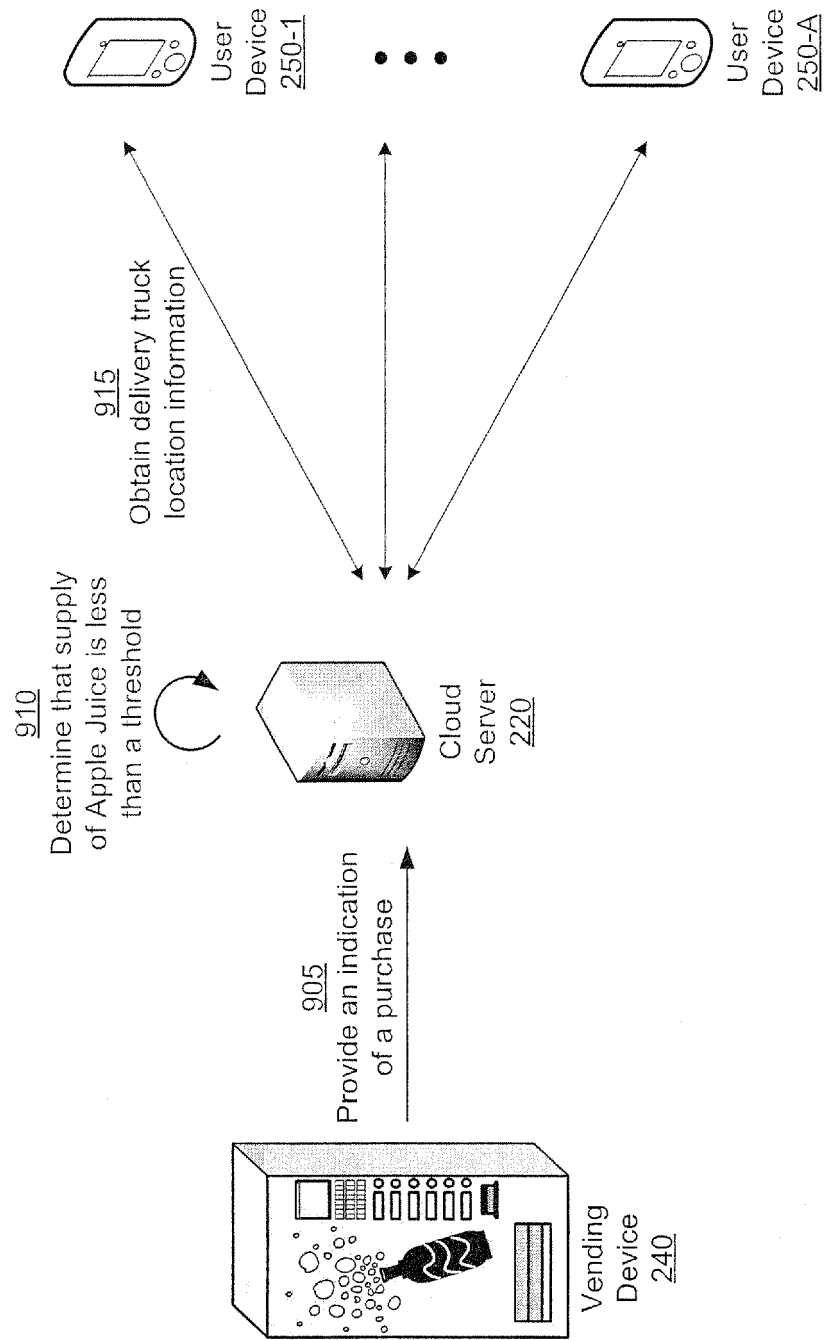 905
Provide an indication
of a purchase
Vending
Device
240
910
Determine that supply
of Apple Juice is less
than a threshold
Cloud
Server
220
915
Obtain delivery truck
location information
User
Device
250-1
User
Device
250-A